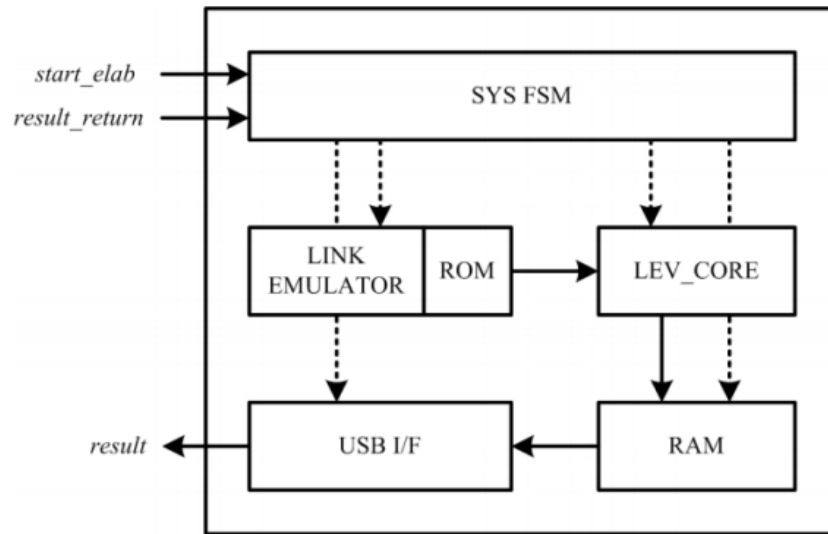 start_elab
result_return
SYS FSM
LINK
EMULATOR
ROM
LEV_CORE
result
USB I/F
RAM